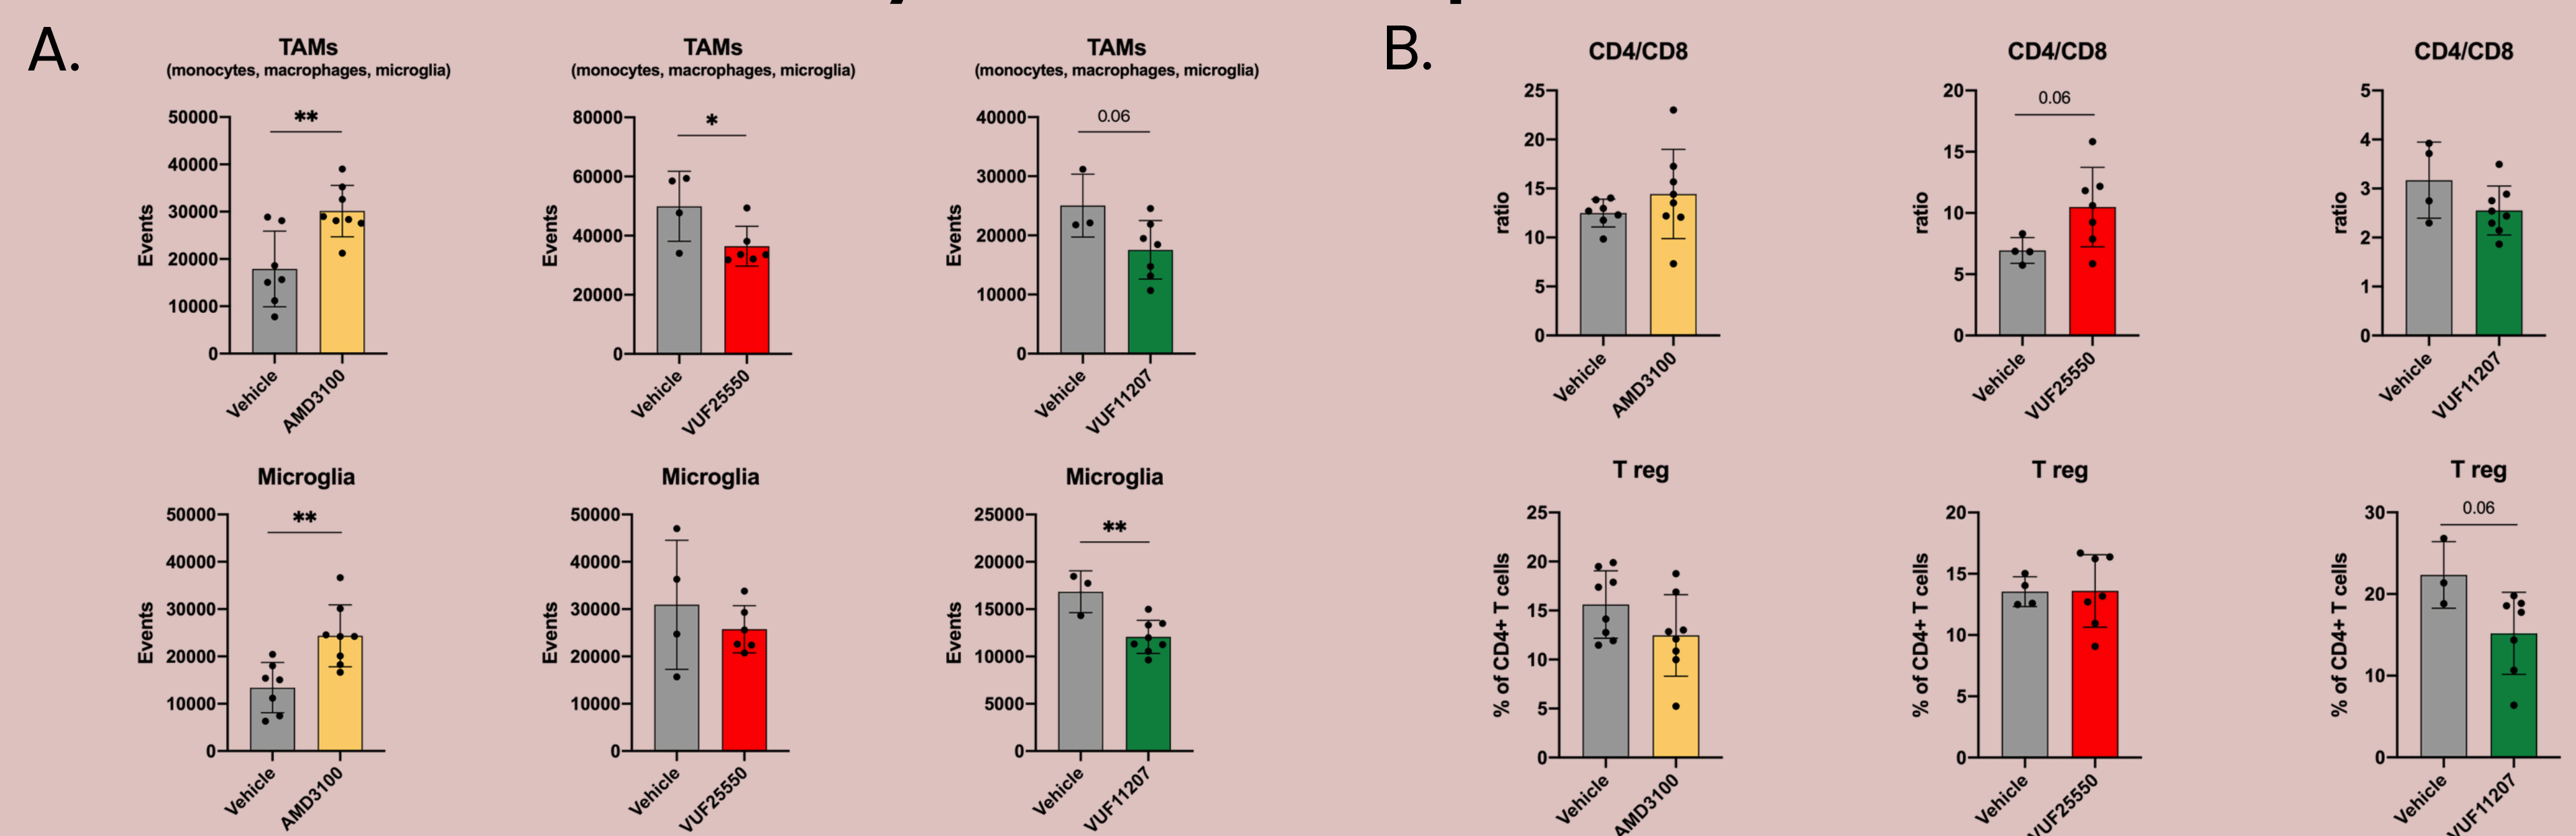 A.
TAMs
(monocytes, macrophages, microglia)
**
50000
40000
30000
20000
10000
0
Events
Vehicle
AMD3100
TAMs
(monocytes, macrophages, microglia)
*
80000
60000
40000
20000
0
Events
Vehicle
VUF25550
TAMs
(monocytes, macrophages, microglia)
0.06
40000
30000
20000
10000
0
Events
Vehicle
VUF11207
Microglia
**
50000
40000
30000
20000
10000
0
Events
Vehicle
AMD3100
Microglia
50000
40000
30000
20000
10000
0
Events
Vehicle
VUF25550
Microglia
**
25000
20000
15000
10000
5000
0
Events
Vehicle
VUF11207
B.
CD4/CD8
25
20
15
10
5
0
ratio
Vehicle
AMD3100
CD4/CD8
0.06
20
15
10
5
0
ratio
Vehicle
VUF25550
CD4/CD8
5
4
3
2
1
0
ratio
Vehicle
VUF11207
T reg
25
20
15
10
5
0
% of CD4+ T cells
Vehicle
AMD3100
T reg
20
15
10
5
0
% of CD4+ T cells
Vehicle
VUF25550
T reg
0.06
30
20
10
0
% of CD4+ T cells
Vehicle
VUF11207